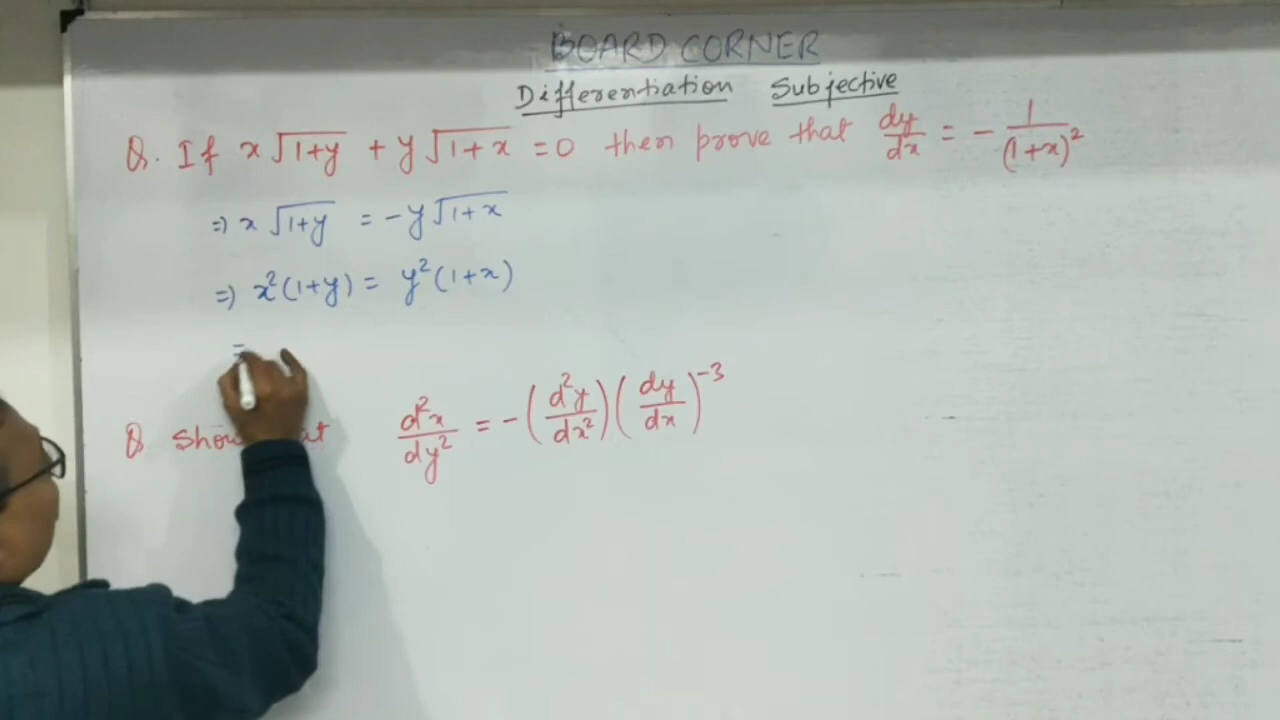 BOARD CORNER
Differentiation Subjective
Q. If x√(1+y) + y√(1+x) = 0 then prove that dy/dx = - 1/(1+x)²
⇒ x√(1+y) = -y√(1+x)
⇒ x²(1+y) = y²(1+x)
=
Q d²x/dy² = -(d²y/dx²)(dy/dx)⁻³